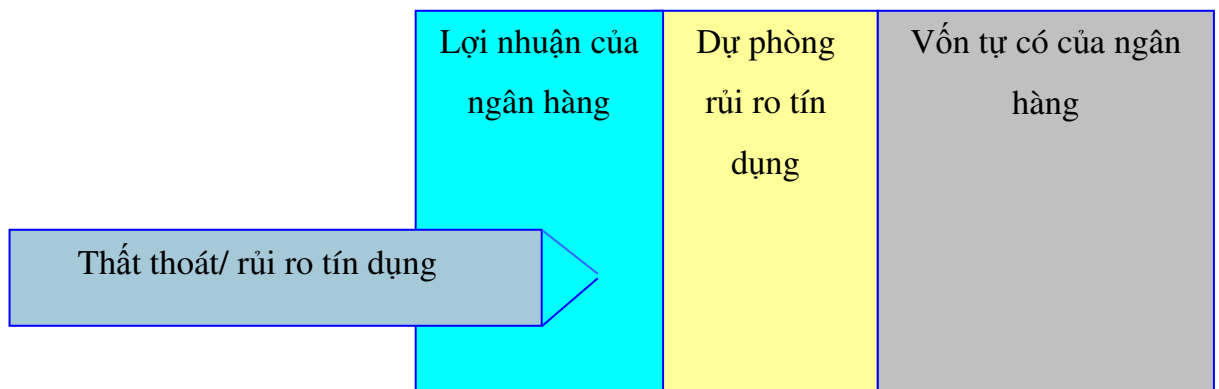 Lợi nhuận của
ngân hàng
Dự phòng
rủi ro tín
dụng
Vốn tự có của ngân
hàng
Thất thoát/ rủi ro tín dụng